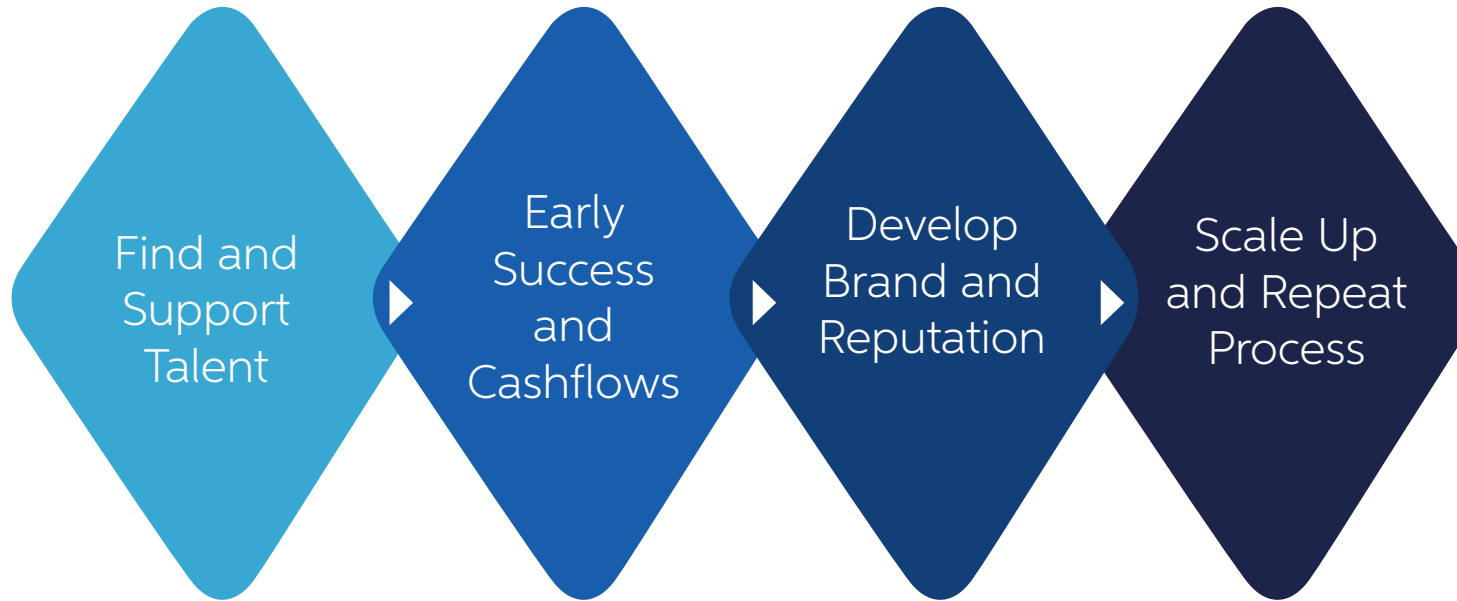 Find and
Support
Talent
Early
Success
and
Cashflows
Develop
Brand and
Reputation
Scale Up
and Repeat
Process